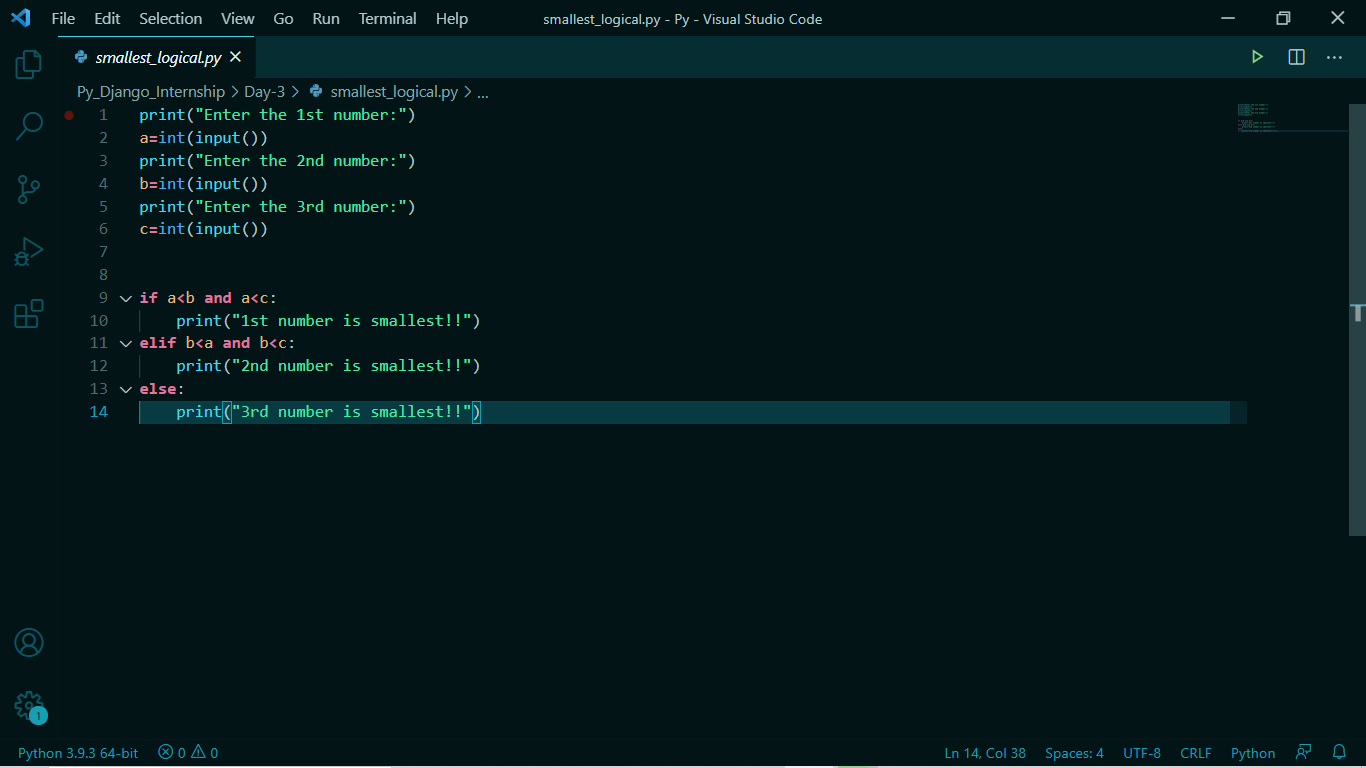 File Edit Selection View Go Run Terminal Help smallest_logical.py - Py - Visual Studio Code
smallest_logical.py
Py_Django_Internship > Day-3 > smallest_logical.py > ...
1 print("Enter the 1st number:")
2 a=int(input())
3 print("Enter the 2nd number:")
4 b=int(input())
5 print("Enter the 3rd number:")
6 c=int(input())
7
8
9 if a<b and a<c:
10     print("1st number is smallest!!")
11 elif b<a and b<c:
12     print("2nd number is smallest!!")
13 else:
14     print("3rd number is smallest!!")
1
Python 3.9.3 64-bit 0 0 Ln 14, Col 38 Spaces: 4 UTF-8 CRLF Python